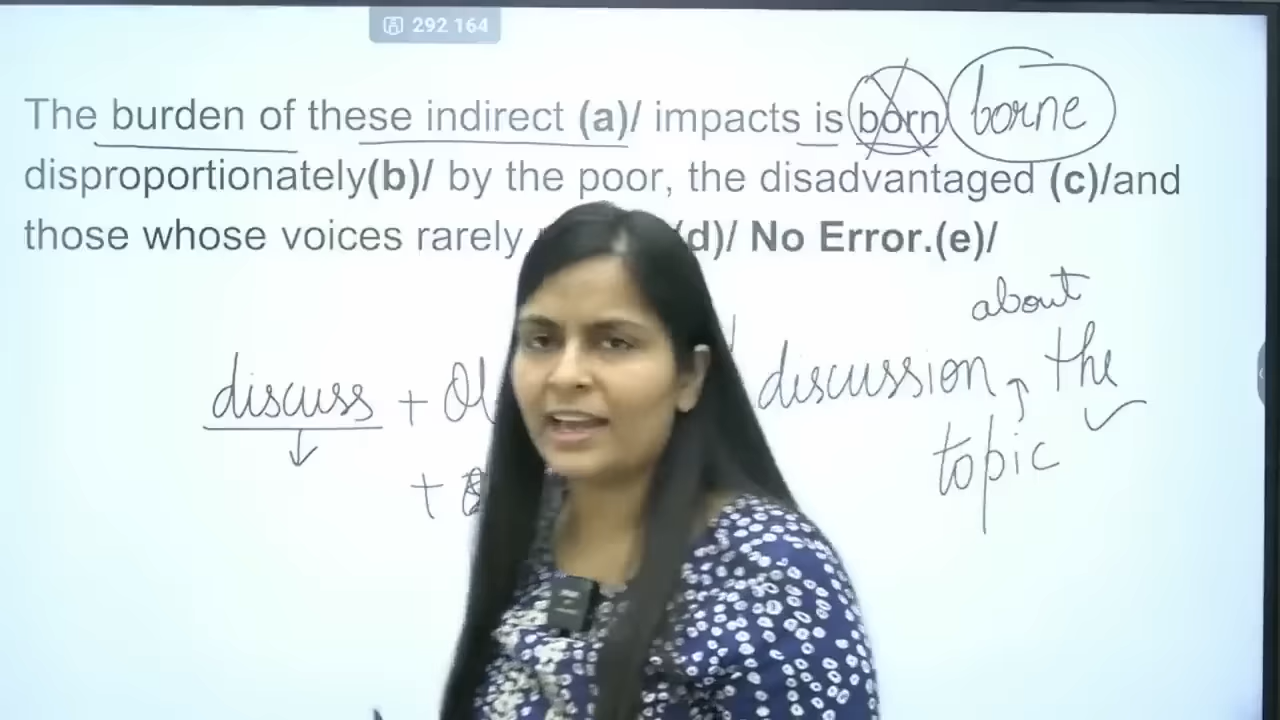 292 164
The burden of these indirect (a)/ impacts is born borne
disproportionately(b)/ by the poor, the disadvantaged (c)/and
those whose voices rarely (d)/ No Error.(e)/
about
discuss + discussion ↑ the
topic
+